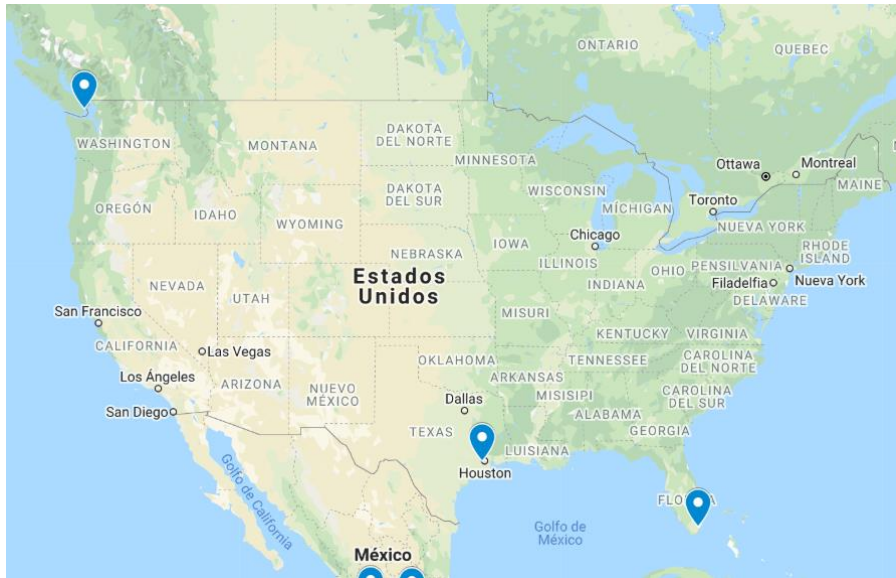 ONTARIO
QUEBEC
WASHINGTON
MONTANA
DAKOTA
DEL NORTE
MINNESOTA
Ottawa
Montreal
MAINE
OREGÓN
IDAHO
DAKOTA
DEL SUR
WISCONSIN
MÍCHIGAN
Toronto
NUEVA YORK
WYOMING
Chicago
IOWA
NEBRASKA
ILLINOIS
RHODE
ISLAND
OHIO
PENSILVANIA
Nueva York
Filadelfia
DELAWARE
INDIANA
NEVADA
UTAH
Estados
Unidos
San Francisco
MISURI
KENTUCKY
VIRGINIA
CALIFORNIA
Las Vegas
OKLAHOMA
TENNESSEE
CAROLINA
DEL NORTE
ARKANSAS
Los Ángeles
ARIZONA
NUEVO
MÉXICO
MISISIPI
CAROLINA
DEL SUR
San Diego
Dallas
ALABAMA
TEXAS
GEORGIA
LUISIANA
Houston
Golfo de California
FLO
A
Golfo de
México
México